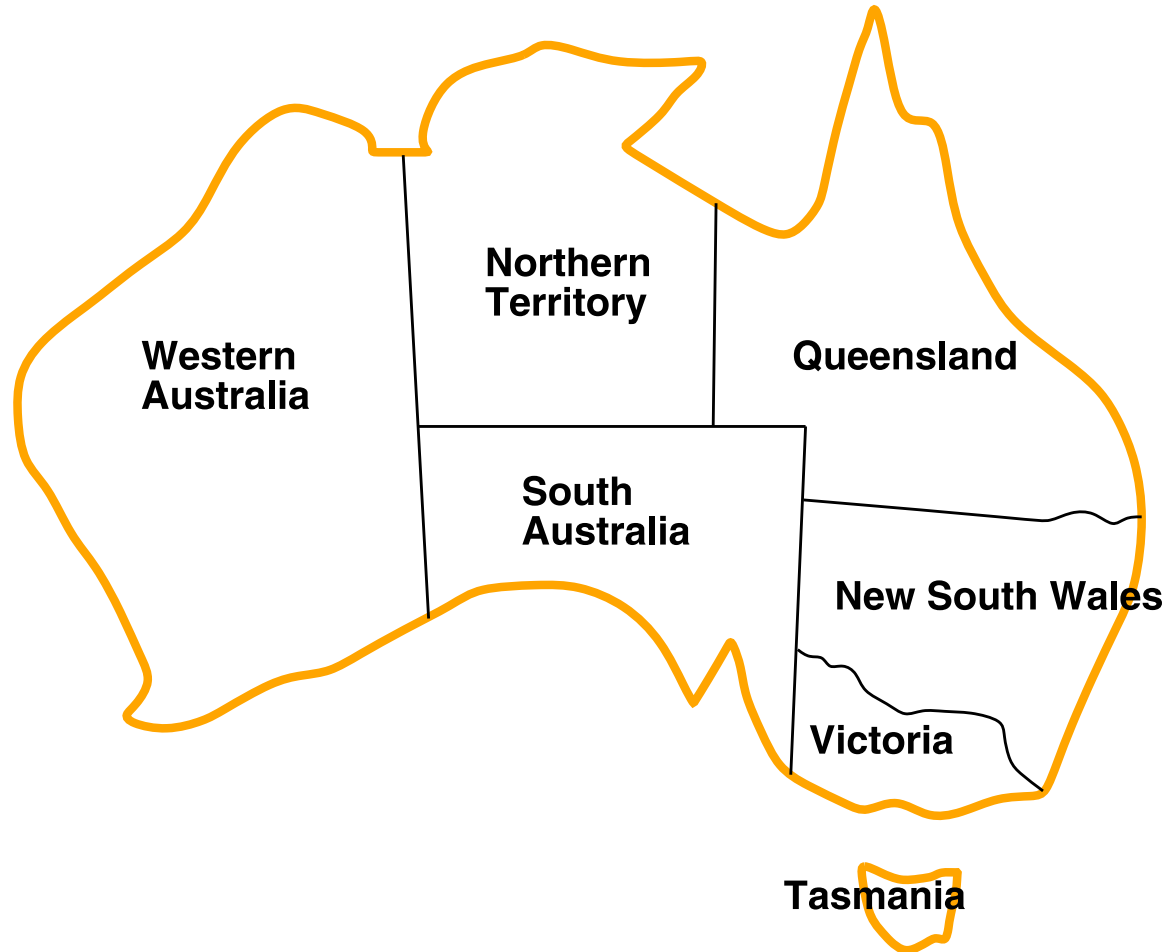 Northern
Territory
Western
Australia
Queensland
South
Australia
New South Wales
Victoria
Tasmania